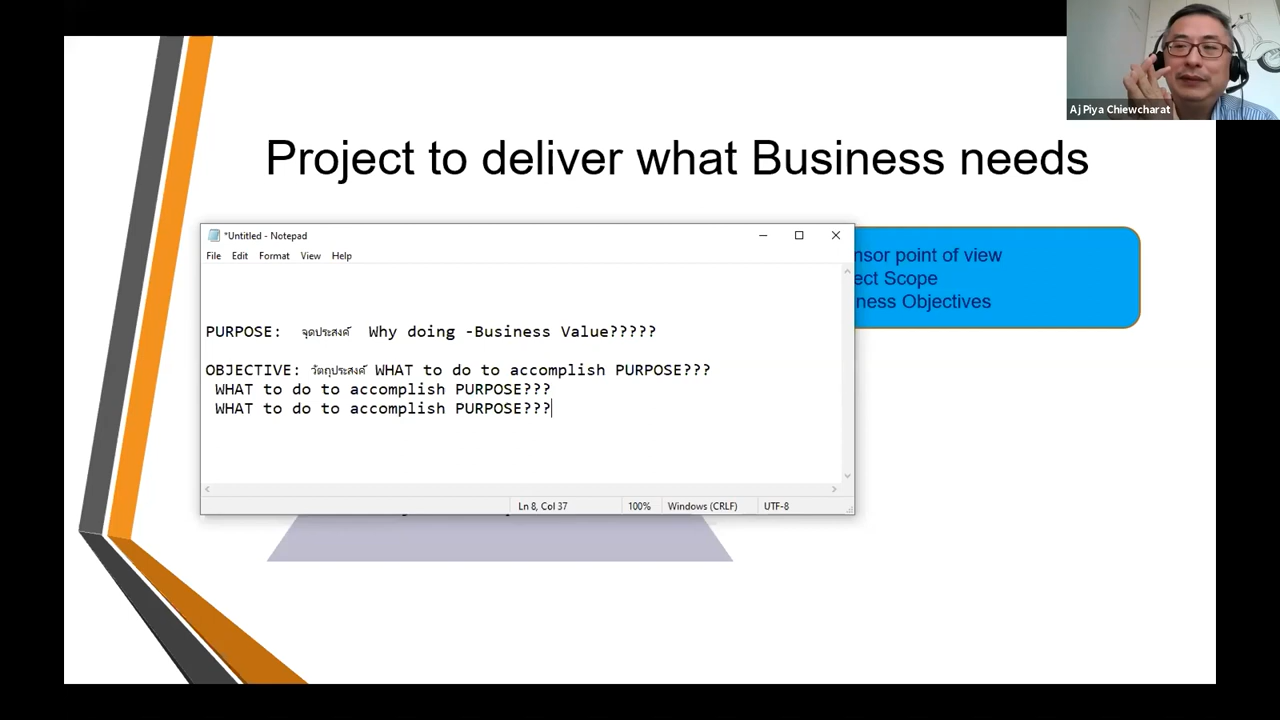 Aj Piya Chiewcharat
Project to deliver what Business needs
*Untitled - Notepad
File Edit Format View Help
nsor point of view
ect Scope
ness Objectives
PURPOSE: จุดประสงค์ Why doing -Business Value?????
OBJECTIVE: วัตถุประสงค์ WHAT to do to accomplish PURPOSE???
WHAT to do to accomplish PURPOSE???
WHAT to do to accomplish PURPOSE???
Ln 8, Col 37 100% Windows (CRLF) UTF-8